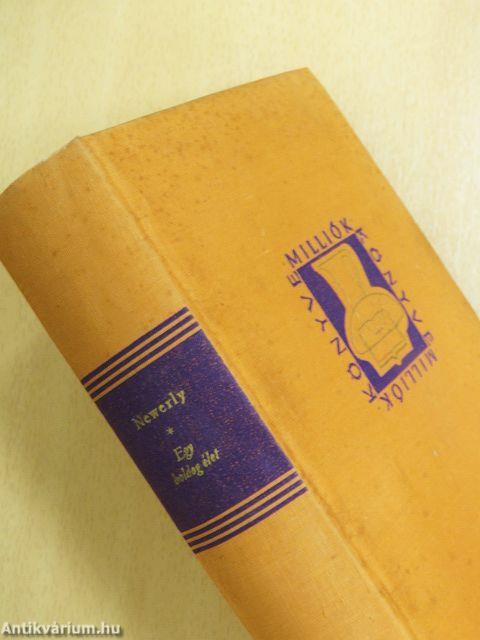 MILLIÓK
KÖNYVE
MILLIÓK
KÖNYVE
Newerly
*
Egy
boldog élet
Antikvárium.hu